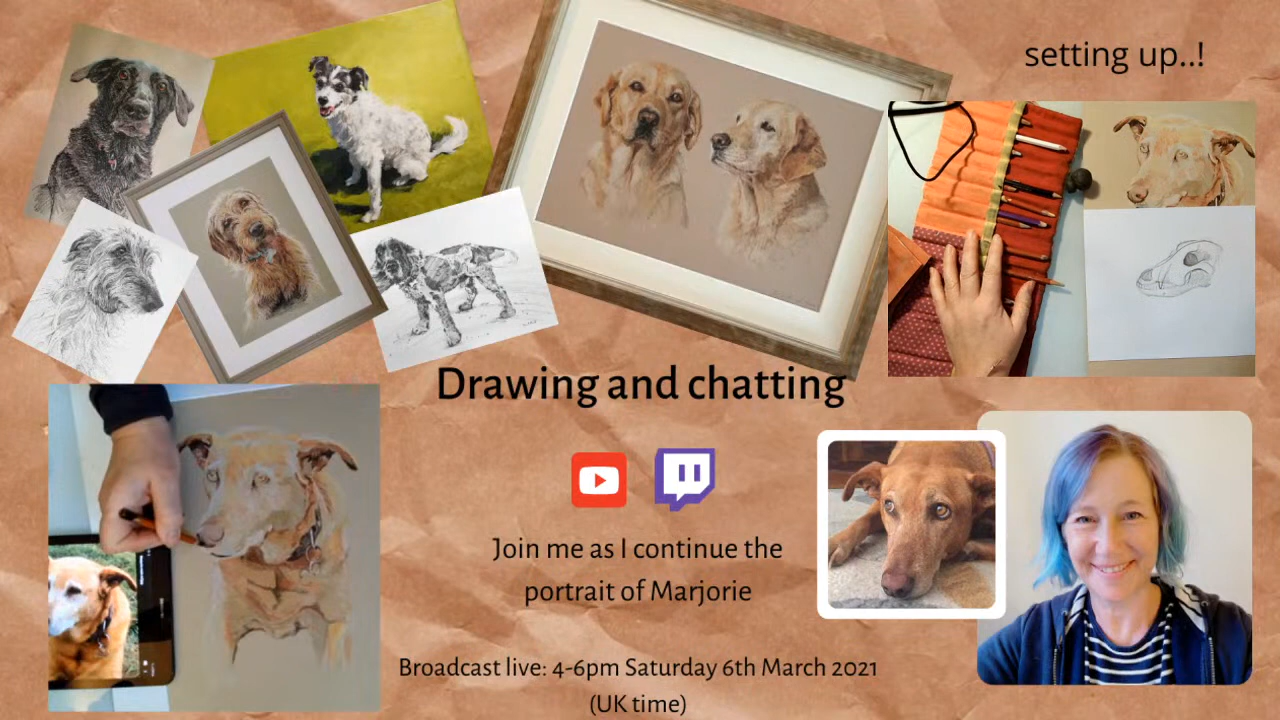 setting up..!
Drawing and chatting
Join me as I continue the
portrait of Marjorie
Broadcast live: 4-6pm Saturday 6th March 2021
(UK time)